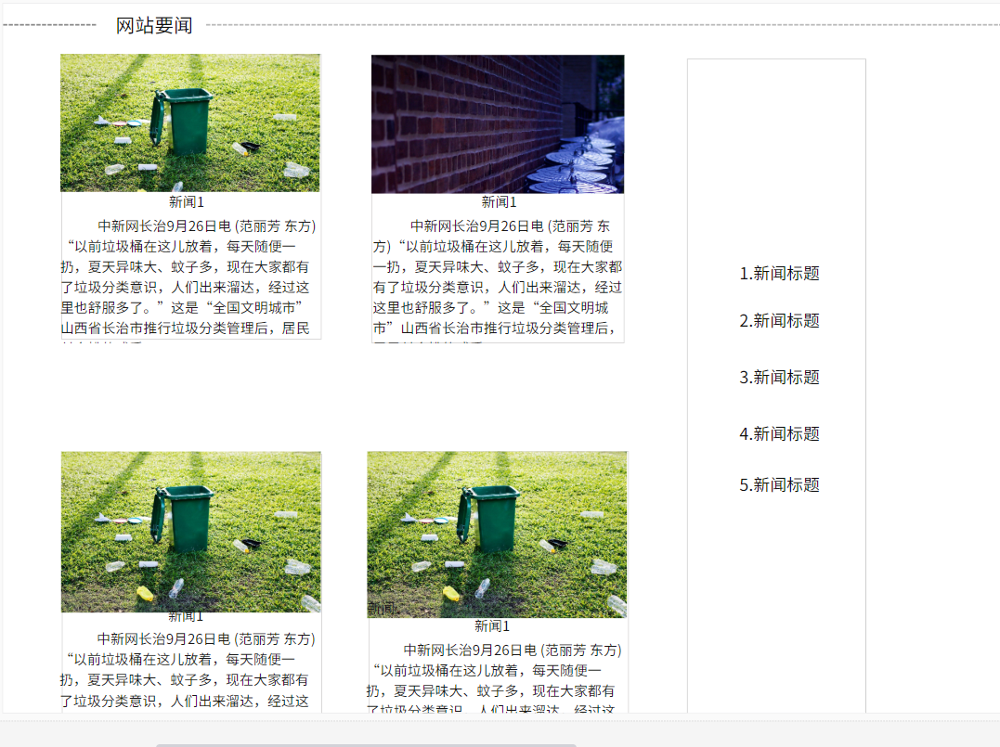 网站要闻
新闻1
中新网长治9月26日电 (范丽芳 东方)
“以前垃圾桶在这儿放着，每天随便一
扔，夏天异味大、蚊子多，现在大家都有
了垃圾分类意识，人们出来溜达，经过这
里也舒服多了。”这是“全国文明城市”
山西省长治市推行垃圾分类管理后，居民
新闻1
中新网长治9月26日电 (范丽芳 东
方)“以前垃圾桶在这儿放着，每天随便
一扔，夏天异味大、蚊子多，现在大家都
有了垃圾分类意识，人们出来溜达，经过
这里也舒服多了。”这是“全国文明城
市”山西省长治市推行垃圾分类管理后，
1.新闻标题
2.新闻标题
3.新闻标题
4.新闻标题
5.新闻标题
新闻1
中新网长治9月26日电 (范丽芳 东方)
“以前垃圾桶在这儿放着，每天随便一
扔，夏天异味大、蚊子多，现在大家都有
了垃圾分类意识，人们出来溜达，经过这
新闻
新闻1
中新网长治9月26日电 (范丽芳 东方)
“以前垃圾桶在这儿放着，每天随便一
扔，夏天异味大、蚊子多，现在大家都有
了垃圾分类意识，人们出来溜达，经过这